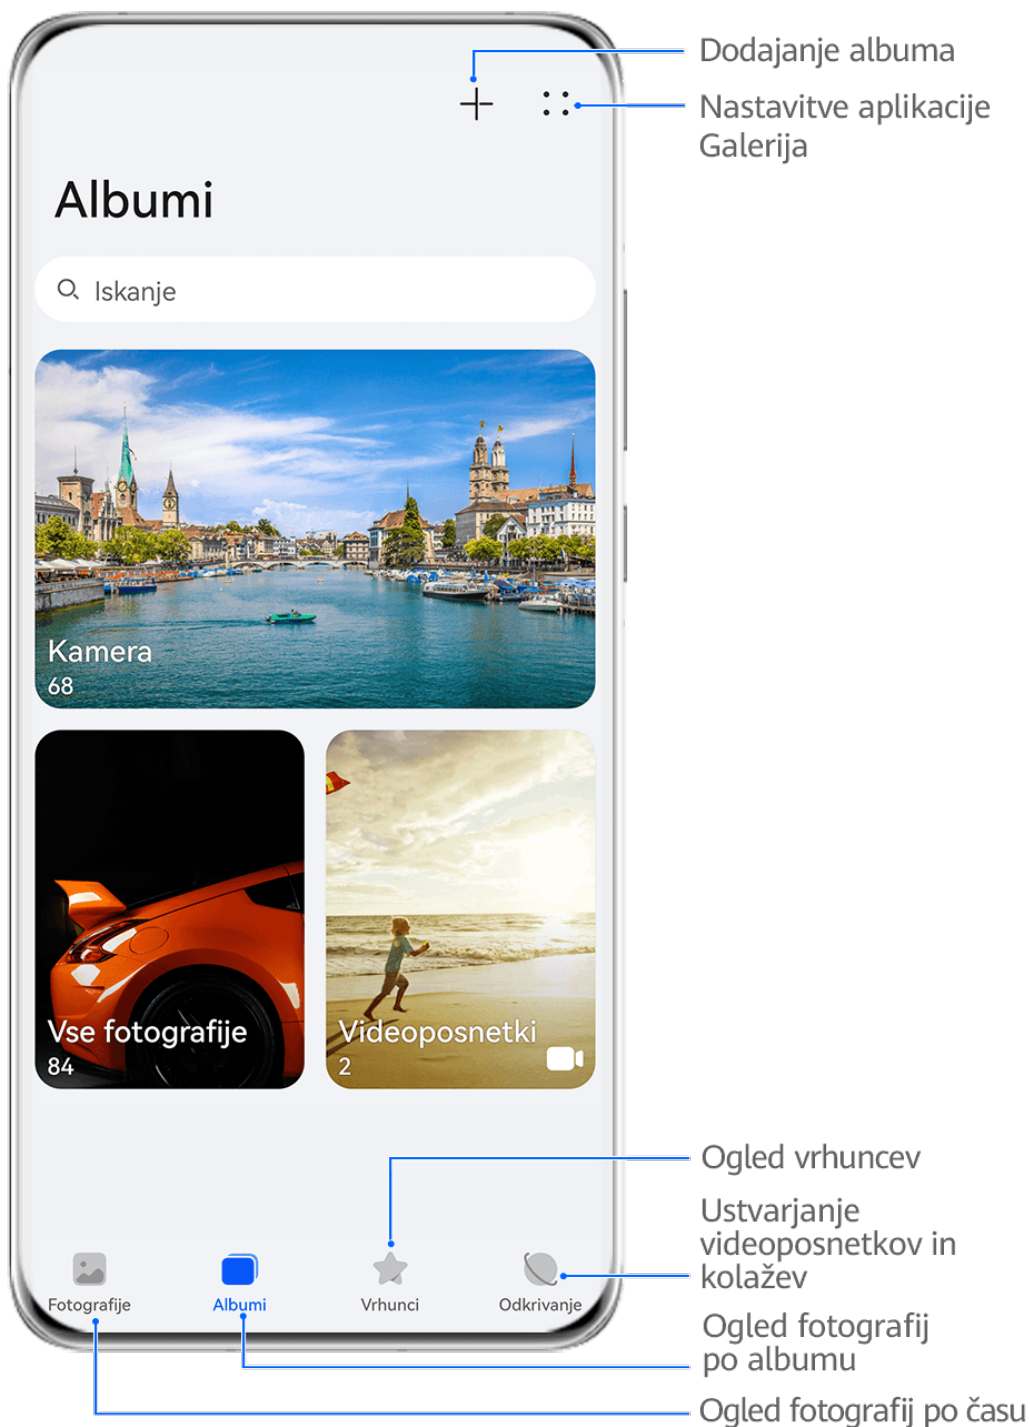 Dodajanje albuma
Nastavitve aplikacije
Galerija
Albumi
Iskanje
Kamera
68
Vse fotografije
84
Videoposnetki
2
Ogled vrhuncev
Ustvarjanje
videoposnetkov in
kolažev
Fotografije
Albumi
Vrhunci
Odkrivanje
Ogled fotografij
po albumu
Ogled fotografij po času